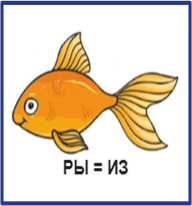 РЫ = ИЗ